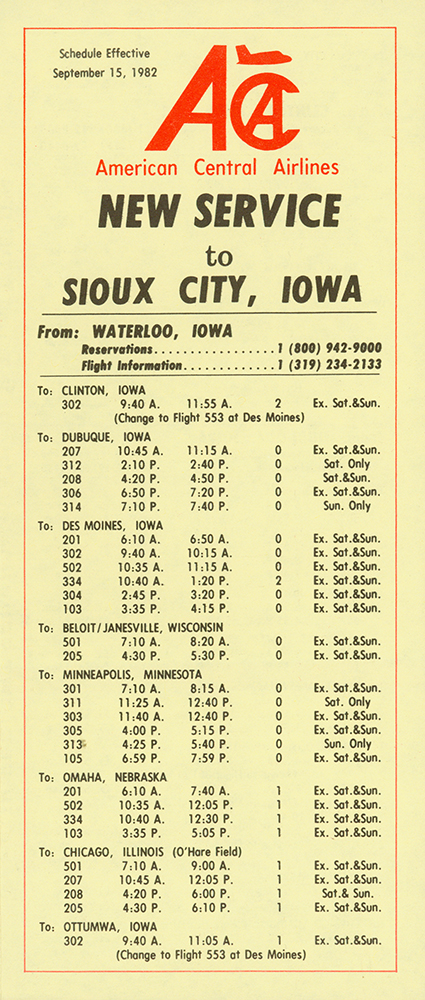 Schedule Effective
September 15, 1982
ACA
American Central Airlines
NEW SERVICE
to
SIOUX CITY, IOWA
From: WATERLOO, IOWA
Reservations.................1 (800) 942-9000
Flight Information.............1 (319) 234-2133
To: CLINTON, IOWA
302 9:40 A. 11:55 A. 2 Ex. Sat.&Sun.
(Change to Flight 553 at Des Moines)
To: DUBUQUE, IOWA
207 10:45 A. 11:15 A. 0 Ex. Sat.&Sun.
312 2:10 P. 2:40 P. 0 Sat. Only
208 4:20 P. 4:50 P. 0 Sat.&Sun.
306 6:50 P. 7:20 P. 0 Ex. Sat.&Sun.
314 7:10 P. 7:40 P. 0 Sun. Only
To: DES MOINES, IOWA
201 6:10 A. 6:50 A. 0 Ex. Sat.&Sun.
302 9:40 A. 10:15 A. 0 Ex. Sat.&Sun.
502 10:35 A. 11:15 A. 0 Ex. Sat.&Sun.
334 10:40 A. 1:20 P. 2 Ex. Sat.&Sun.
304 2:45 P. 3:20 P. 0 Ex. Sat.&Sun.
103 3:35 P. 4:15 P. 0 Ex. Sat.&Sun.
To: BELOIT/JANESVILLE, WISCONSIN
501 7:10 A. 8:20 A. 0 Ex. Sat.&Sun.
205 4:30 P. 5:30 P. 0 Ex. Sat.&Sun.
To: MINNEAPOLIS, MINNESOTA
301 7:10 A. 8:15 A. 0 Ex. Sat.&Sun.
311 11:25 A. 12:40 P. 0 Sat. Only
303 11:40 A. 12:40 P. 0 Ex. Sat.&Sun.
305 4:00 P. 5:15 P. 0 Ex. Sat.&Sun.
313 4:25 P. 5:40 P. 0 Sun. Only
105 6:59 P. 7:59 P. 0 Ex. Sat.&Sun.
To: OMAHA, NEBRASKA
201 6:10 A. 7:40 A. 1 Ex. Sat.&Sun.
502 10:35 A. 12:05 P. 1 Ex. Sat.&Sun.
334 10:40 A. 12:30 P. 1 Ex. Sat.&Sun.
103 3:35 P. 5:05 P. 1 Ex. Sat.&Sun.
To: CHICAGO, ILLINOIS (O'Hare Field)
501 7:10 A. 9:00 A. 1 Ex. Sat.&Sun.
207 10:45 A. 12:05 P. 1 Ex. Sat.&Sun.
208 4:20 P. 6:00 P. 1 Sat.& Sun.
205 4:30 P. 6:10 P. 1 Ex. Sat.&Sun.
To: OTTUMWA, IOWA
302 9:40 A. 11:05 A. 1 Ex. Sat.&Sun.
(Change to Flight 553 at Des Moines)